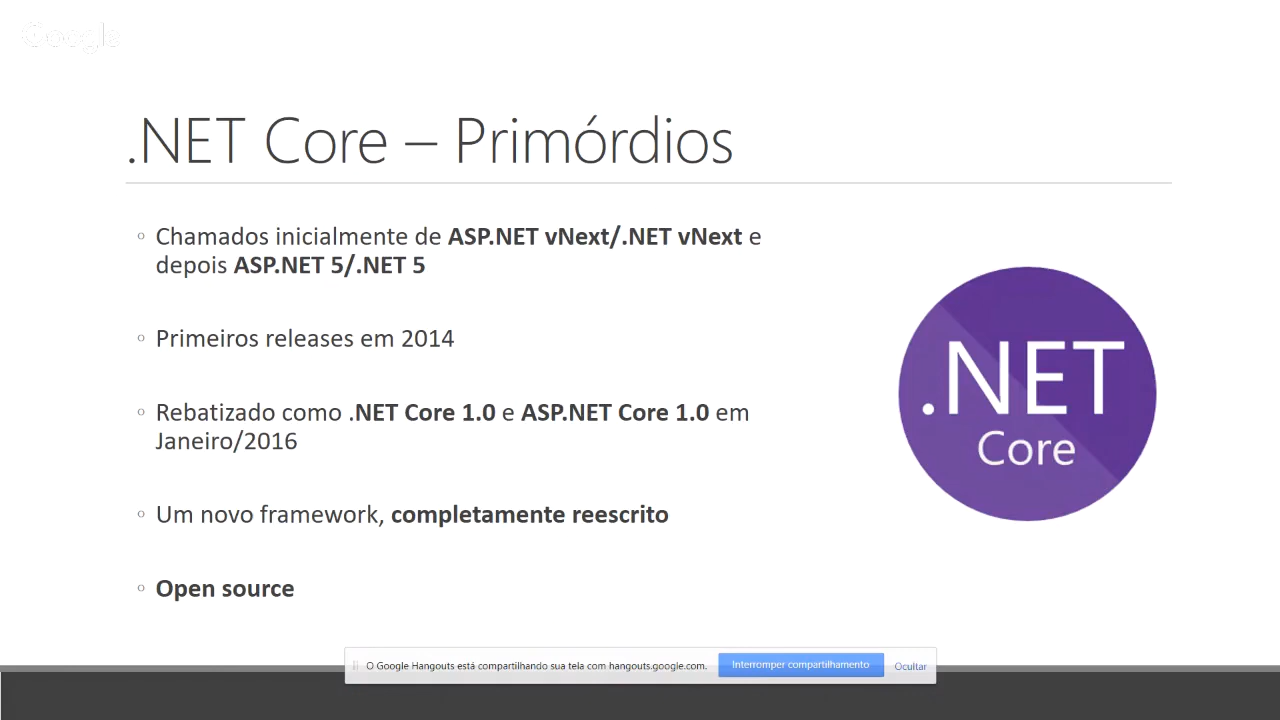 Google
.NET Core – Primórdios
◦ Chamados inicialmente de ASP.NET vNext/.NET vNext e
depois ASP.NET 5/.NET 5
◦ Primeiros releases em 2014
◦ Rebatizado como .NET Core 1.0 e ASP.NET Core 1.0 em
Janeiro/2016
◦ Um novo framework, completamente reescrito
◦ Open source
.NET
Core
O Google Hangouts está compartilhando sua tela com hangouts.google.com.
Interromper compartilhamento
Ocultar